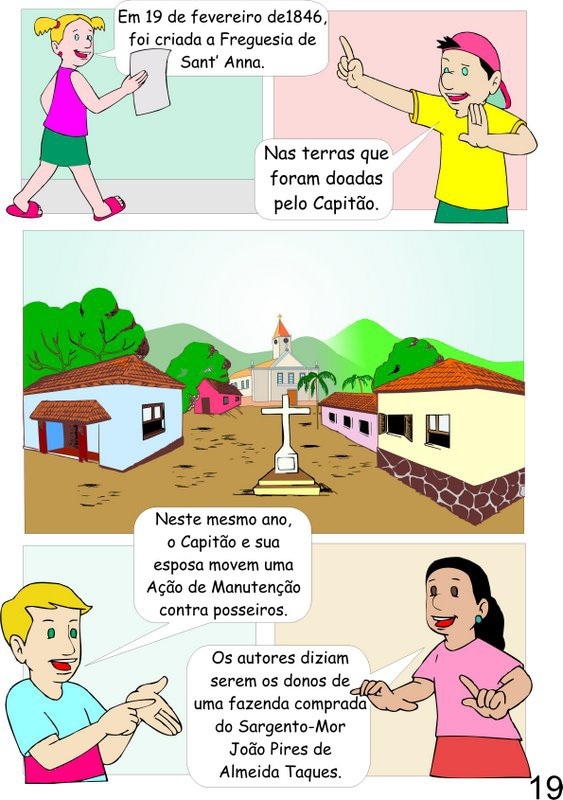 Em 19 de fevereiro de1846,
foi criada a Freguesia de
Sant' Anna.
Nas terras que
foram doadas
pelo Capitão.
Neste mesmo ano,
o Capitão e sua
esposa movem uma
Ação de Manutenção
contra posseiros.
Os autores diziam
serem os donos de
uma fazenda comprada
do Sargento-Mor
João Pires de
Almeida Taques.
19